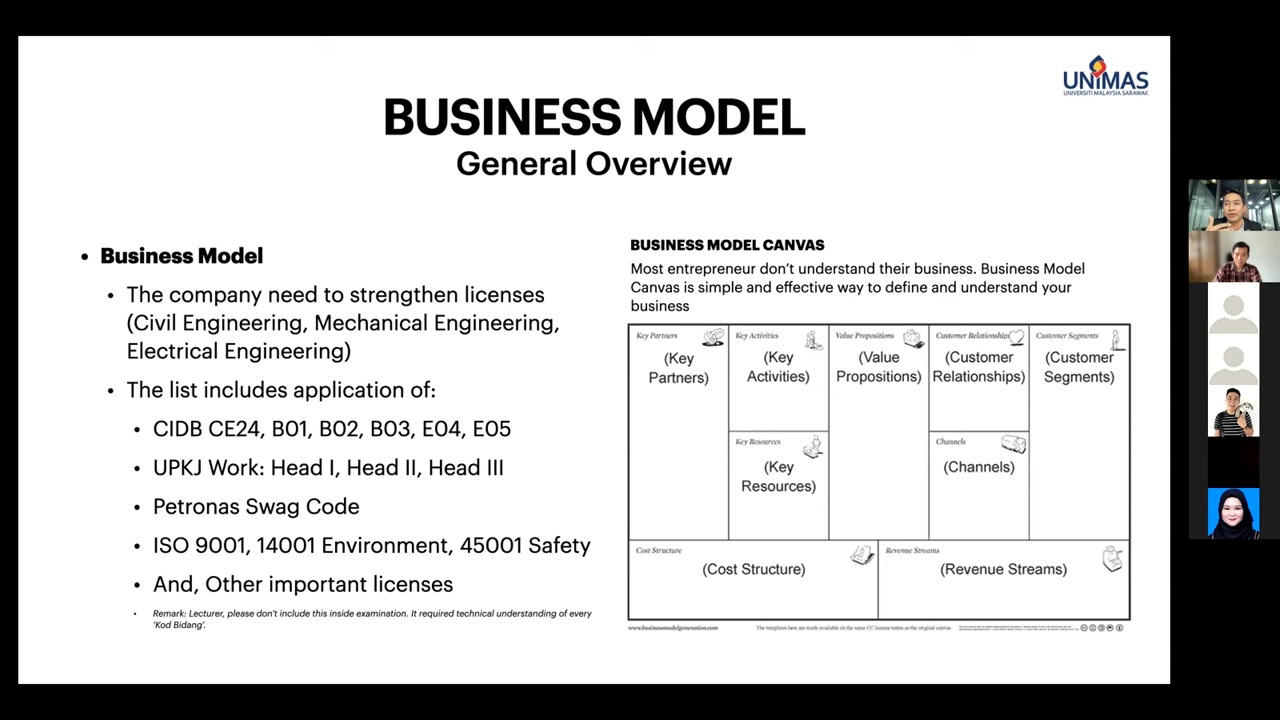 UNIMAS
UNIVERSITI MALAYSIA SARAWAK
BUSINESS MODEL
General Overview
• Business Model
• The company need to strengthen licenses
(Civil Engineering, Mechanical Engineering,
Electrical Engineering)
• The list includes application of:
• CIDB CE24, B01, B02, B03, E04, E05
• UPKJ Work: Head I, Head II, Head III
• Petronas Swag Code
• ISO 9001, 14001 Environment, 45001 Safety
• And, Other important licenses
• Remark: Lecturer, please don't include this inside examination. It required technical understanding of every
'Kod Bidang'.
BUSINESS MODEL CANVAS
Most entrepreneur don't understand their business. Business Model
Canvas is simple and effective way to define and understand your
business
Key Partners
(Key
Partners)
Key Activities
(Key
Activities)
Key Resources
(Key
Resources)
Value Propositions
(Value
Propositions)
Customer Relationships
(Customer
Relationships)
Channels
(Channels)
Customer Segments
(Customer
Segments)
Cost Structure
(Cost Structure)
Revenue Streams
(Revenue Streams)
www.businessmodelgeneration.com